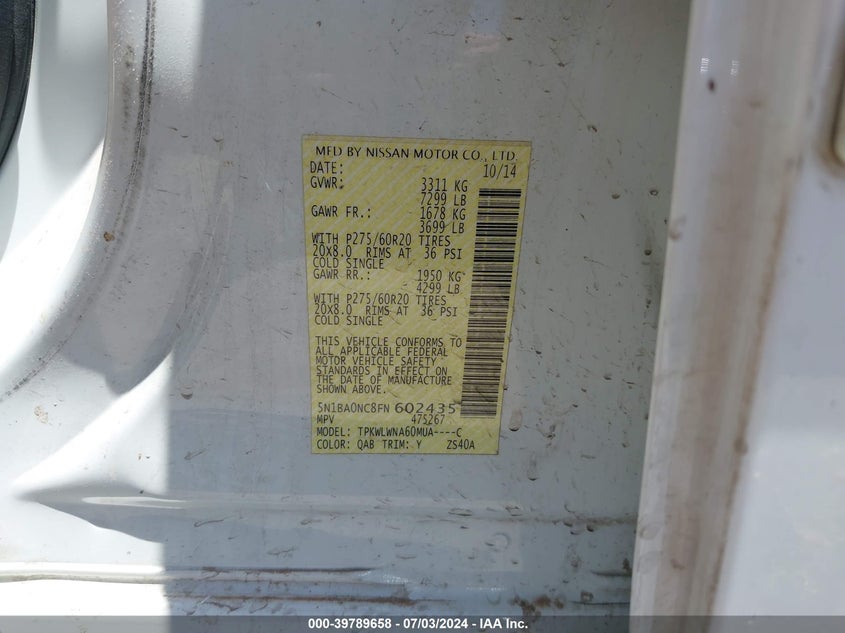 MFD BY NISSAN MOTOR CO., LTD.
DATE: 10/14
GVWR: 3311 KG
7299 LB
GAWR FR.: 1678 KG
3699 LB
WITH P275/60R20 TIRES
20X8.0 RIMS AT 36 PSI
COLD SINGLE
GAWR RR.: 1950 KG
4299 LB
WITH P275/60R20 TIRES
20X8.0 RIMS AT 36 PSI
COLD SINGLE
THIS VEHICLE CONFORMS TO
ALL APPLICABLE FEDERAL
MOTOR VEHICLE SAFETY
STANDARDS IN EFFECT ON
THE DATE OF MANUFACTURE
SHOWN ABOVE.
5N1BA0NC8FN 602435
MPV 475267
MODEL: TPKWLWNA60MUA----C
COLOR: QAB TRIM: Y ZS40A
000-39789658 - 07/03/2024 - IAA Inc.